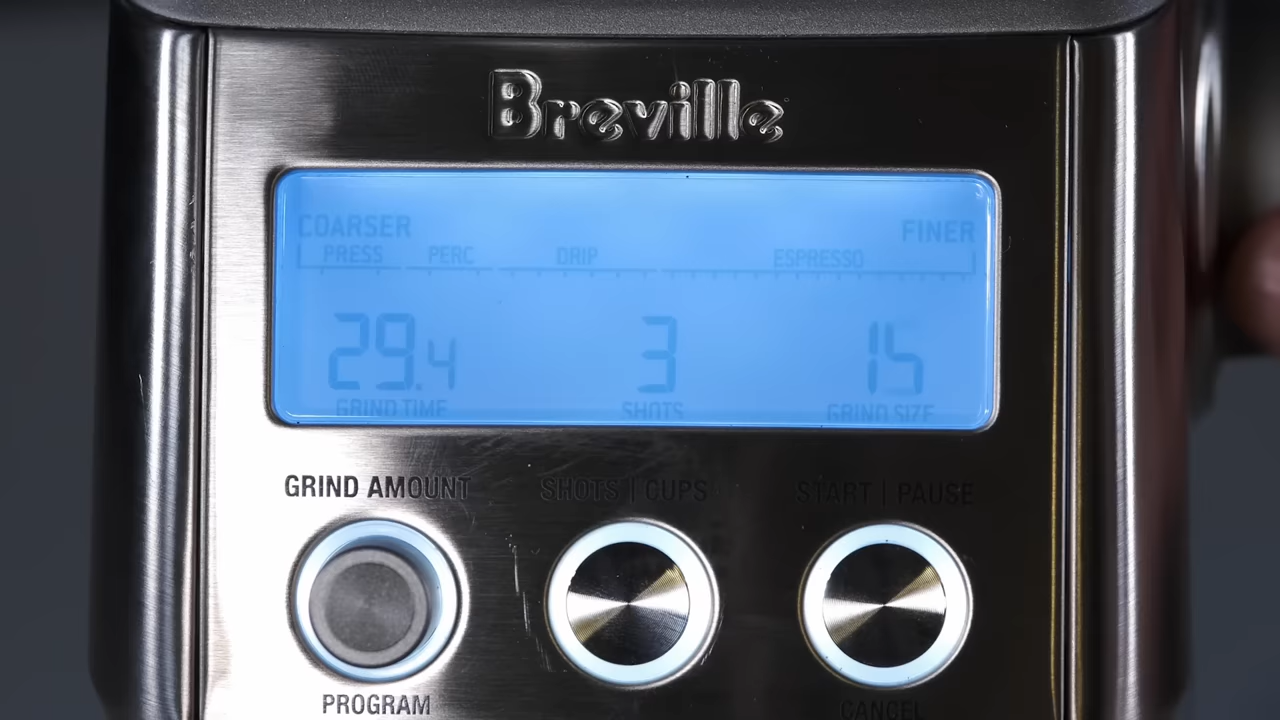 Breville
COARSER FINER
PRESS PERC DRIP ESPRESSO
29.4 3 15
GRIND TIME SHOTS GRIND SIZE
GRIND AMOUNT SHOTS | CUPS START | PAUSE
PROGRAM CANCEL